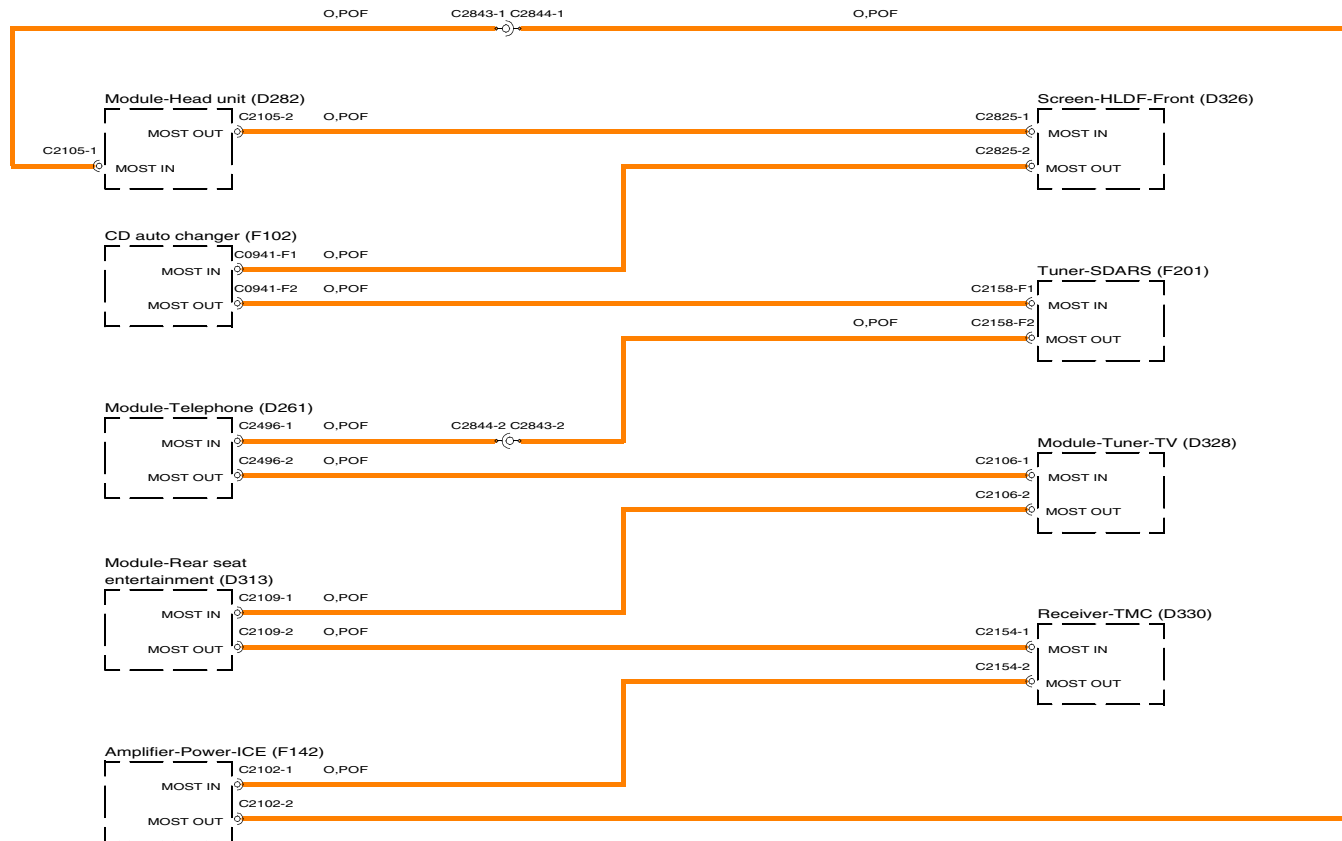 O,POF C2843-1 C2844-1 O,POF
Module-Head unit (D282)
C2105-2 O,POF
MOST OUT
C2105-1
MOST IN
Screen-HLDF-Front (D326)
C2825-1
MOST IN
C2825-2
MOST OUT
CD auto changer (F102)
C0941-F1 O,POF
MOST IN
C0941-F2 O,POF
MOST OUT
Tuner-SDARS (F201)
C2158-F1
MOST IN
O,POF C2158-F2
MOST OUT
Module-Telephone (D261)
C2496-1 O,POF C2844-2 C2843-2
MOST IN
C2496-2 O,POF
MOST OUT
Module-Tuner-TV (D328)
C2106-1
MOST IN
C2106-2
MOST OUT
Module-Rear seat
entertainment (D313)
C2109-1 O,POF
MOST IN
C2109-2 O,POF
MOST OUT
Receiver-TMC (D330)
C2154-1
MOST IN
C2154-2
MOST OUT
Amplifier-Power-ICE (F142)
C2102-1 O,POF
MOST IN
C2102-2
MOST OUT